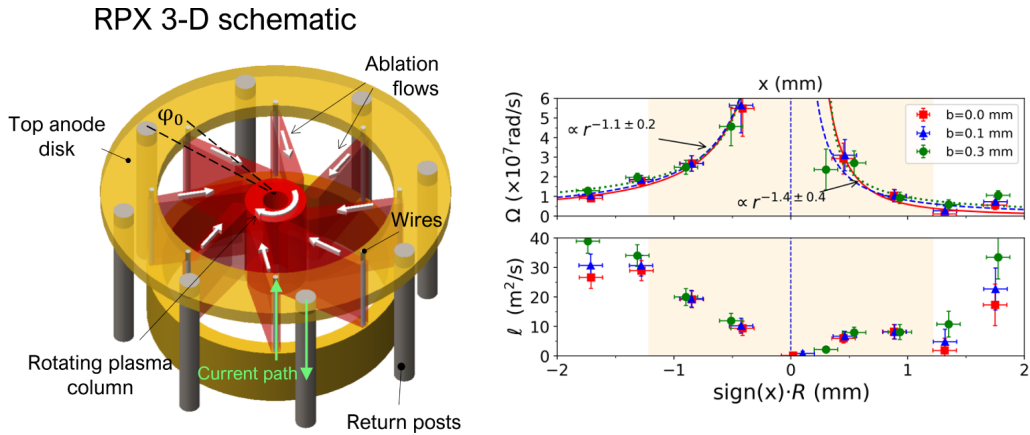 RPX 3-D schematic
Ablation
flows
φ₀
Top anode
disk
Wires
Rotating plasma
column
Current path
Return posts
x (mm)
Ω (×10⁷rad/s)
6
5
4
3
2
1
0
∝ r⁻¹·¹ ± ⁰·²
∝ r⁻¹·⁴ ± ⁰·⁴
b=0.0 mm
b=0.1 mm
b=0.3 mm
ℓ (m²/s)
40
30
20
10
0
−2 −1 0 1 2
sign(x)·R (mm)